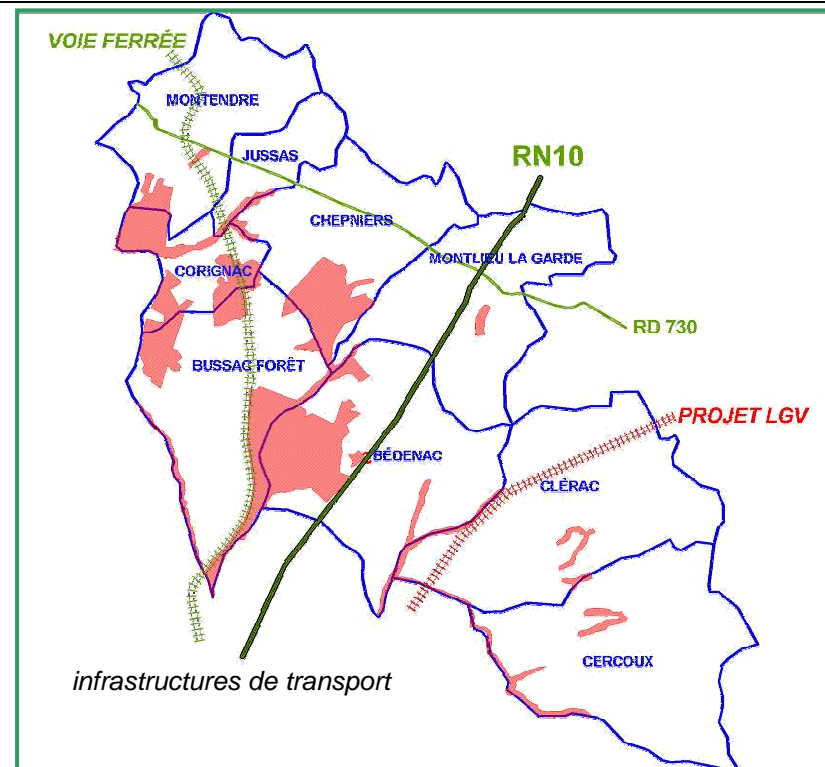 VOIE FERRÉE
MONTENDRE
JUSSAS
RN10
CHEPNIERS
MONTLIEU LA GARDE
CORIGNAC
RD 730
BUSSAC FORÊT
PROJET LGV
BÉDENAC
CLÉRAC
CERCOUX
infrastructures de transport